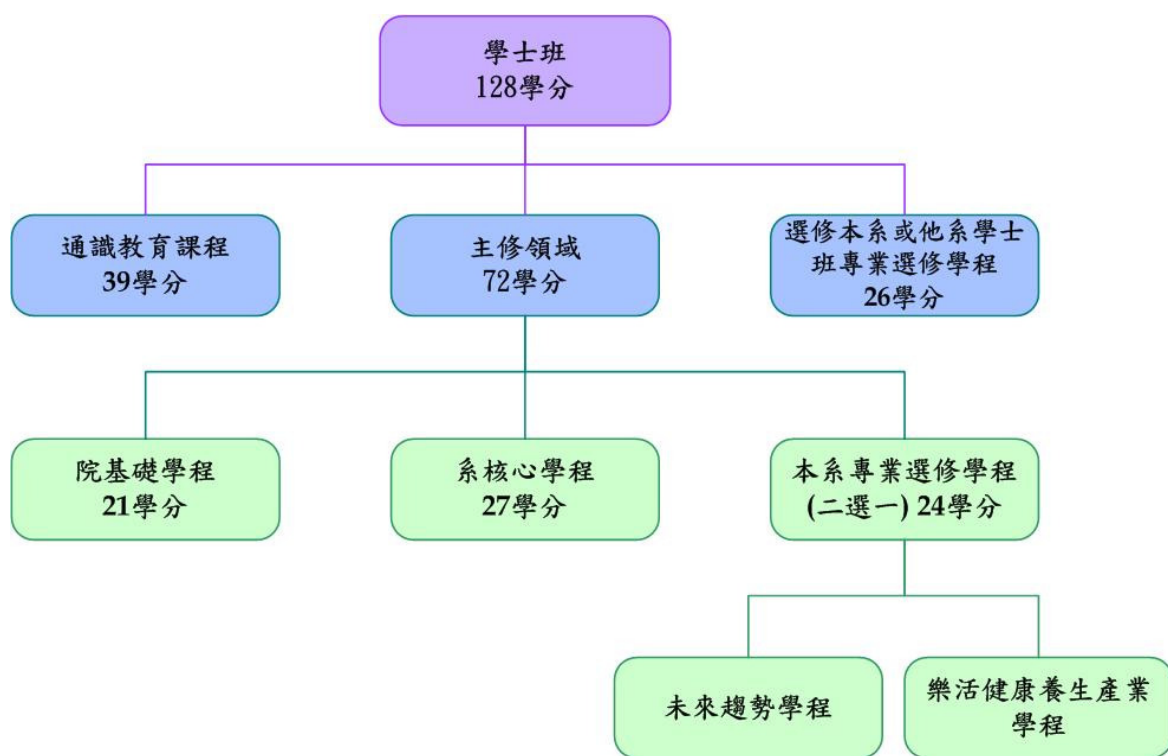 學士班
128學分
通識教育課程
39學分
主修領域
72學分
選修本系或他系學士
班專業選修學程
26學分
院基礎學程
21學分
系核心學程
27學分
本系專業選修學程
(二選一) 24學分
未來趨勢學程
樂活健康養生產業
學程